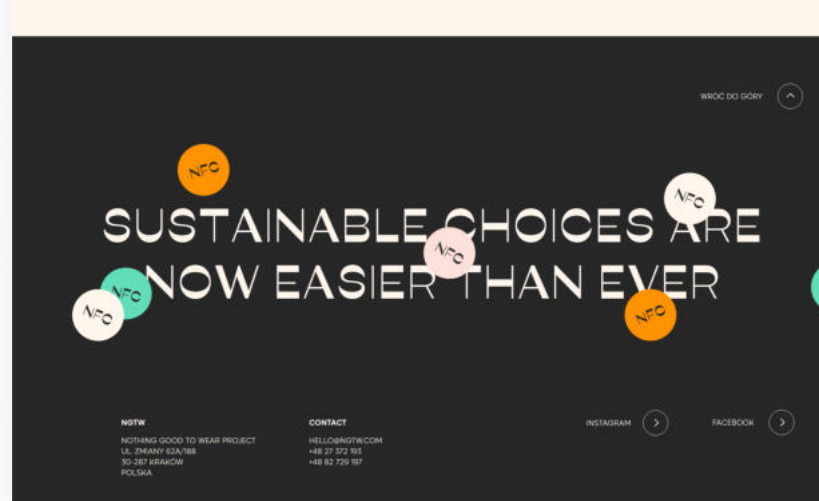 WRÓĆ DO GÓRY
NFC
NFC
SUSTAINABLE CHOICES ARE
NFC
NOW EASIER THAN EVER
NFC
NFC
NFC
NGTW
NOTHING GOOD TO WEAR PROJECT
UL. ZMIANY 62A/188
30-287 KRAKÓW
POLSKA
CONTACT
HELLO@NGTW.COM
+48 27 372 193
+48 82 729 197
INSTAGRAM
FACEBOOK